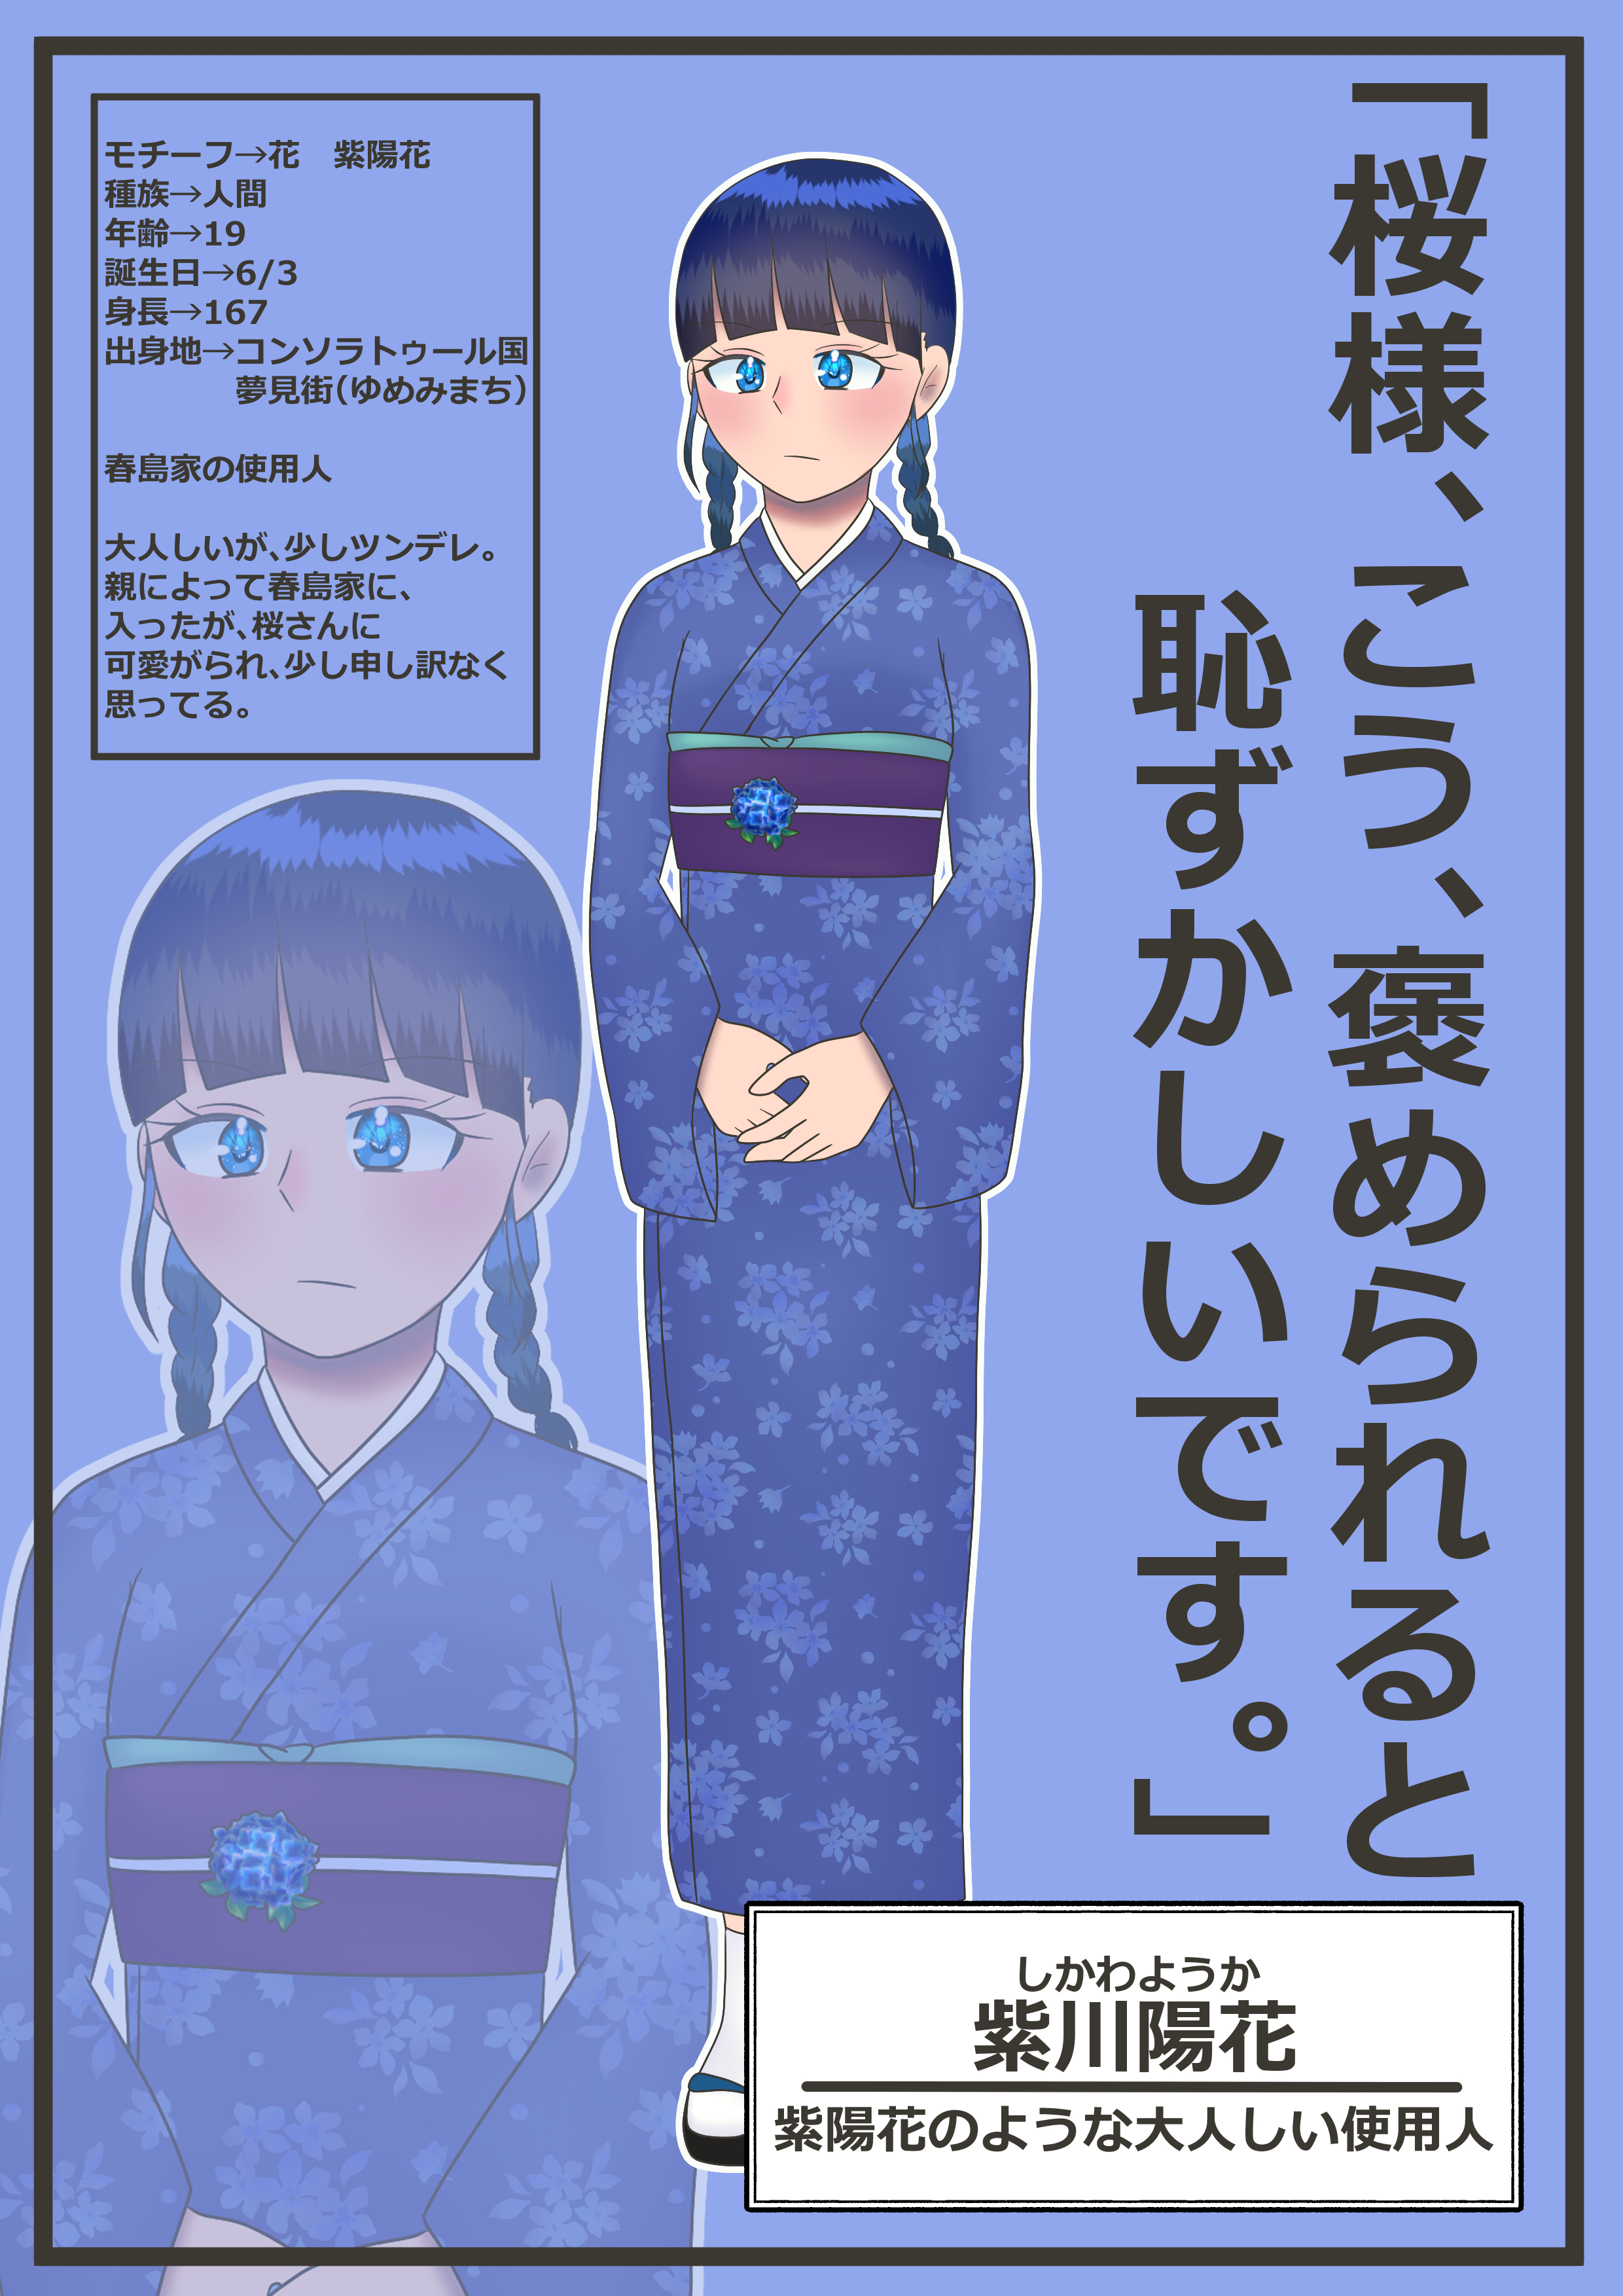 モチーフ→花　紫陽花
種族→人間
年齢→19
誕生日→6/3
身長→167
出身地→コンソラトゥール国
夢見街(ゆめみまち)
春島家の使用人
大人しいが、少しツンデレ。
親によって春島家に、
入ったが、桜さんに
可愛がられ、少し申し訳なく
思ってる。
「桜様、こう、褒められると
恥ずかしいです。」
しかわようか
紫川陽花
紫陽花のような大人しい使用人